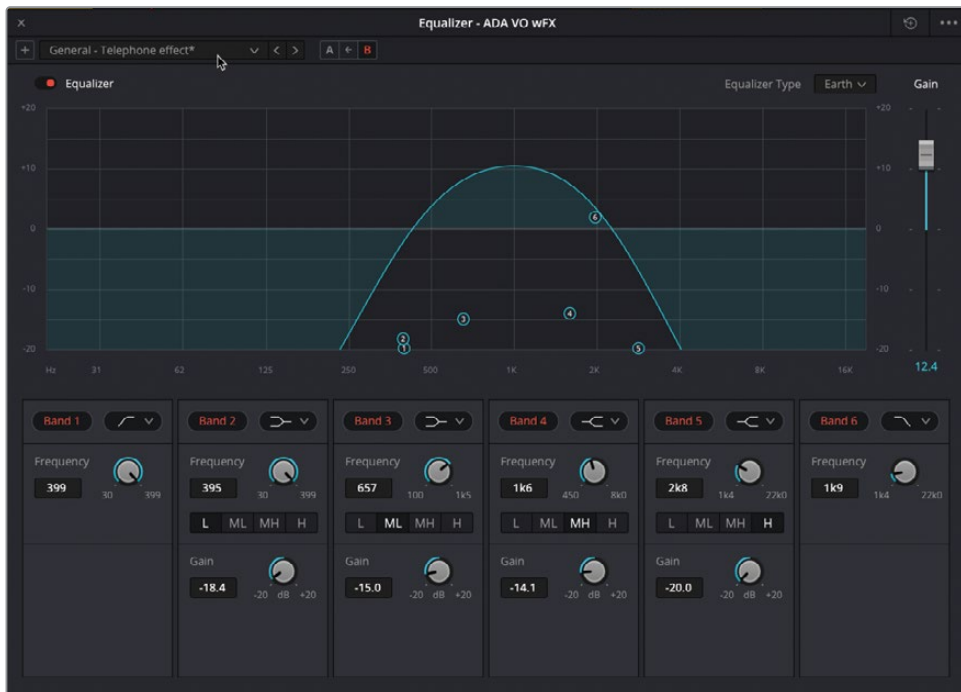 x Equalizer - ADA VO wFX
+ General - Telephone effect* A B
Equalizer Equalizer Type Earth Gain
+20 +20
+10 +10
0 0
-10 -10
-20 -20
6
4
3
2
1 5
Hz 31 62 125 250 500 1K 2K 4K 8K 16K 12.4
Band 1 Band 2 Band 3 Band 4 Band 5 Band 6
Frequency Frequency Frequency Frequency Frequency Frequency
399 30 399 395 30 399 657 100 1k5 1k6 450 8k0 2k8 1k4 22k0 1k9 1k4 22k0
L ML MH H L ML MH H L ML MH H L ML MH H
Gain Gain Gain Gain
-18.4 -20 dB +20 -15.0 -20 dB +20 -14.1 -20 dB +20 -20.0 -20 dB +20